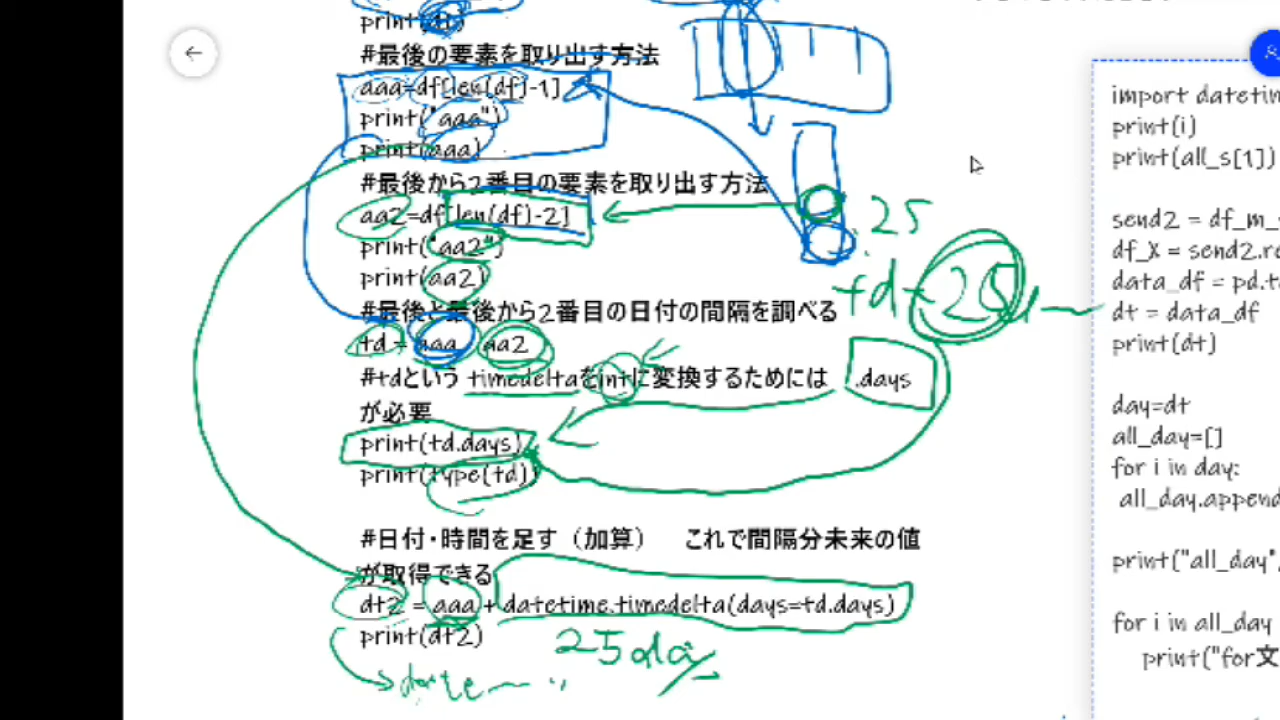 print(dt)
#最後の要素を取り出す方法
aaa=df[len(df)-1]
print("aaa")
print(aaa)
#最後から2番目の要素を取り出す方法
aa2=df[len(df)-2]
print("aa2")
print(aa2)
#最後と最後から2番目の日付の間隔を調べる
td = aaa aa2
#tdという timedeltaをintに変換するためには .days
が必要
print(td.days)
print(type(td))
#日付・時間を足す（加算） これで間隔分未来の値
が取得できる
dt2 = aaa + datetime.timedelta(days=td.days)
print(dt2)
25
td
25
25day
date
import datetim
print(i)
print(all_s[1])
send2 = df_m_
df_X = send2.re
data_df = pd.t
dt = data_df
print(dt)
day=dt
all_day=[]
for i in day:
all_day.append
print("all_day"
for i in all_day
print("for文